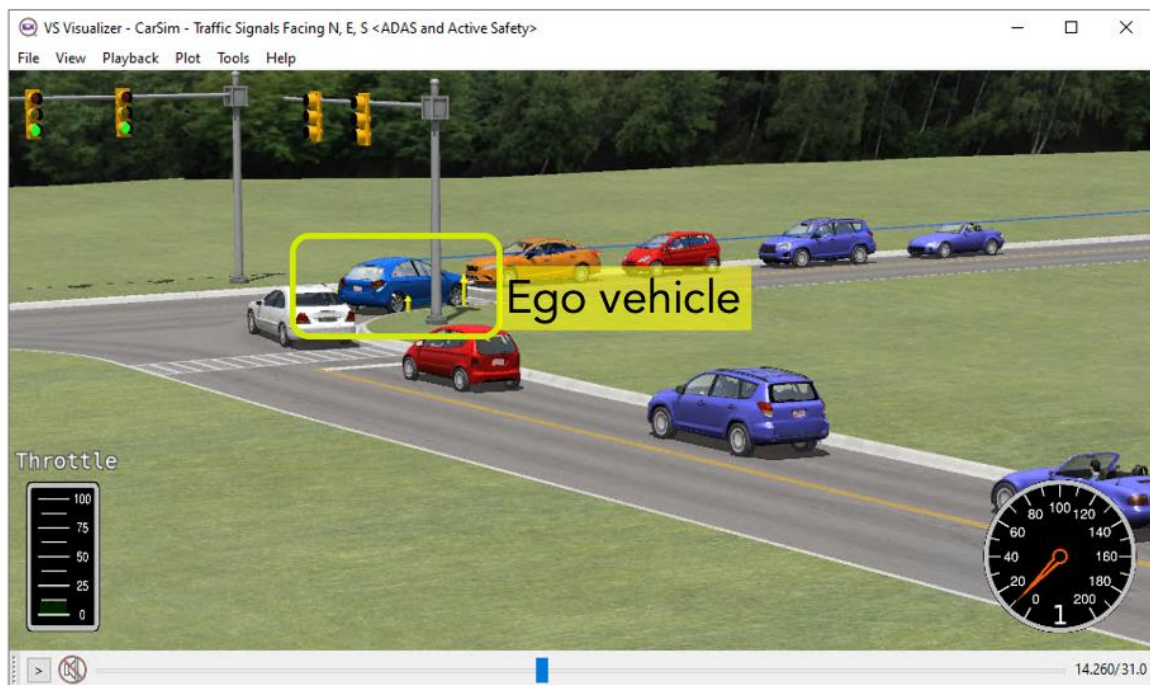 VS Visualizer - CarSim - Traffic Signals Facing N, E, S <ADAS and Active Safety>
File View Playback Plot Tools Help
Ego vehicle
Throttle
100
75
50
25
0
0 20 40 60 80 100 120 140 160 180 200
1
14.260/31.0